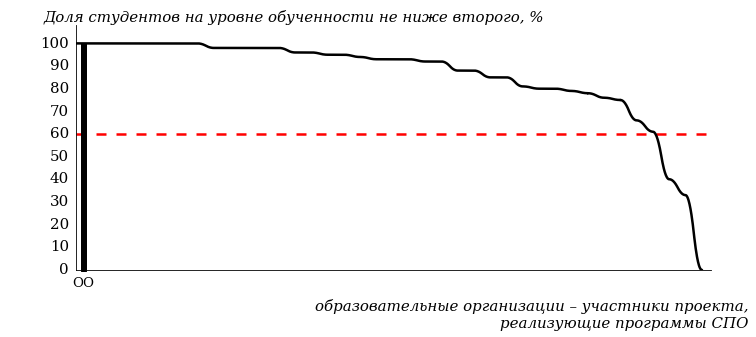 Доля студентов на уровне обученности не ниже второго, %
100
90
80
70
60
50
40
30
20
10
0
ОО
образовательные организации – участники проекта,
реализующие программы СПО